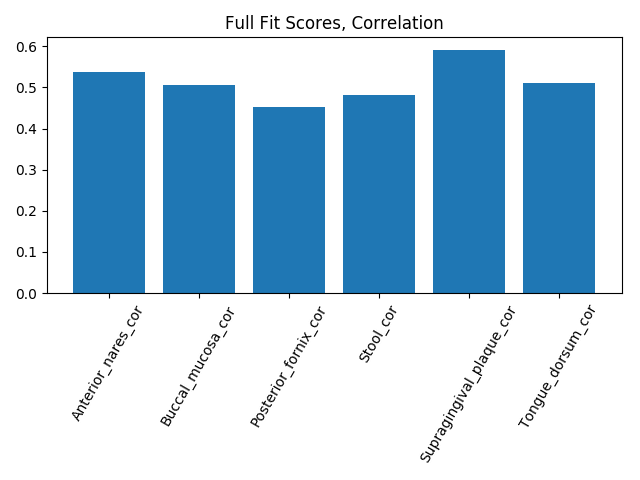 Full Fit Scores, Correlation
0.6
0.5
0.4
0.3
0.2
0.1
0.0
Anterior_nares_cor
Buccal_mucosa_cor
Posterior_fornix_cor
Stool_cor
Supragingival_plaque_cor
Tongue_dorsum_cor